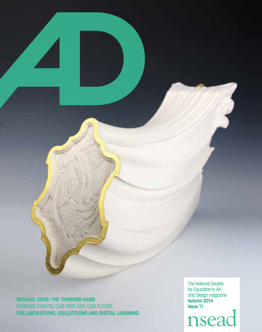 AD
MICHAEL EDEN: THE THINKING HAND
HERITAGE CRAFTS: OUR PAST AND OUR FUTURE
COLLABORATIONS, COLLECTIONS AND DIGITAL LEARNING
The National Society
for Education in Art
and Design magazine
Autumn 2014
Issue 11
nsead